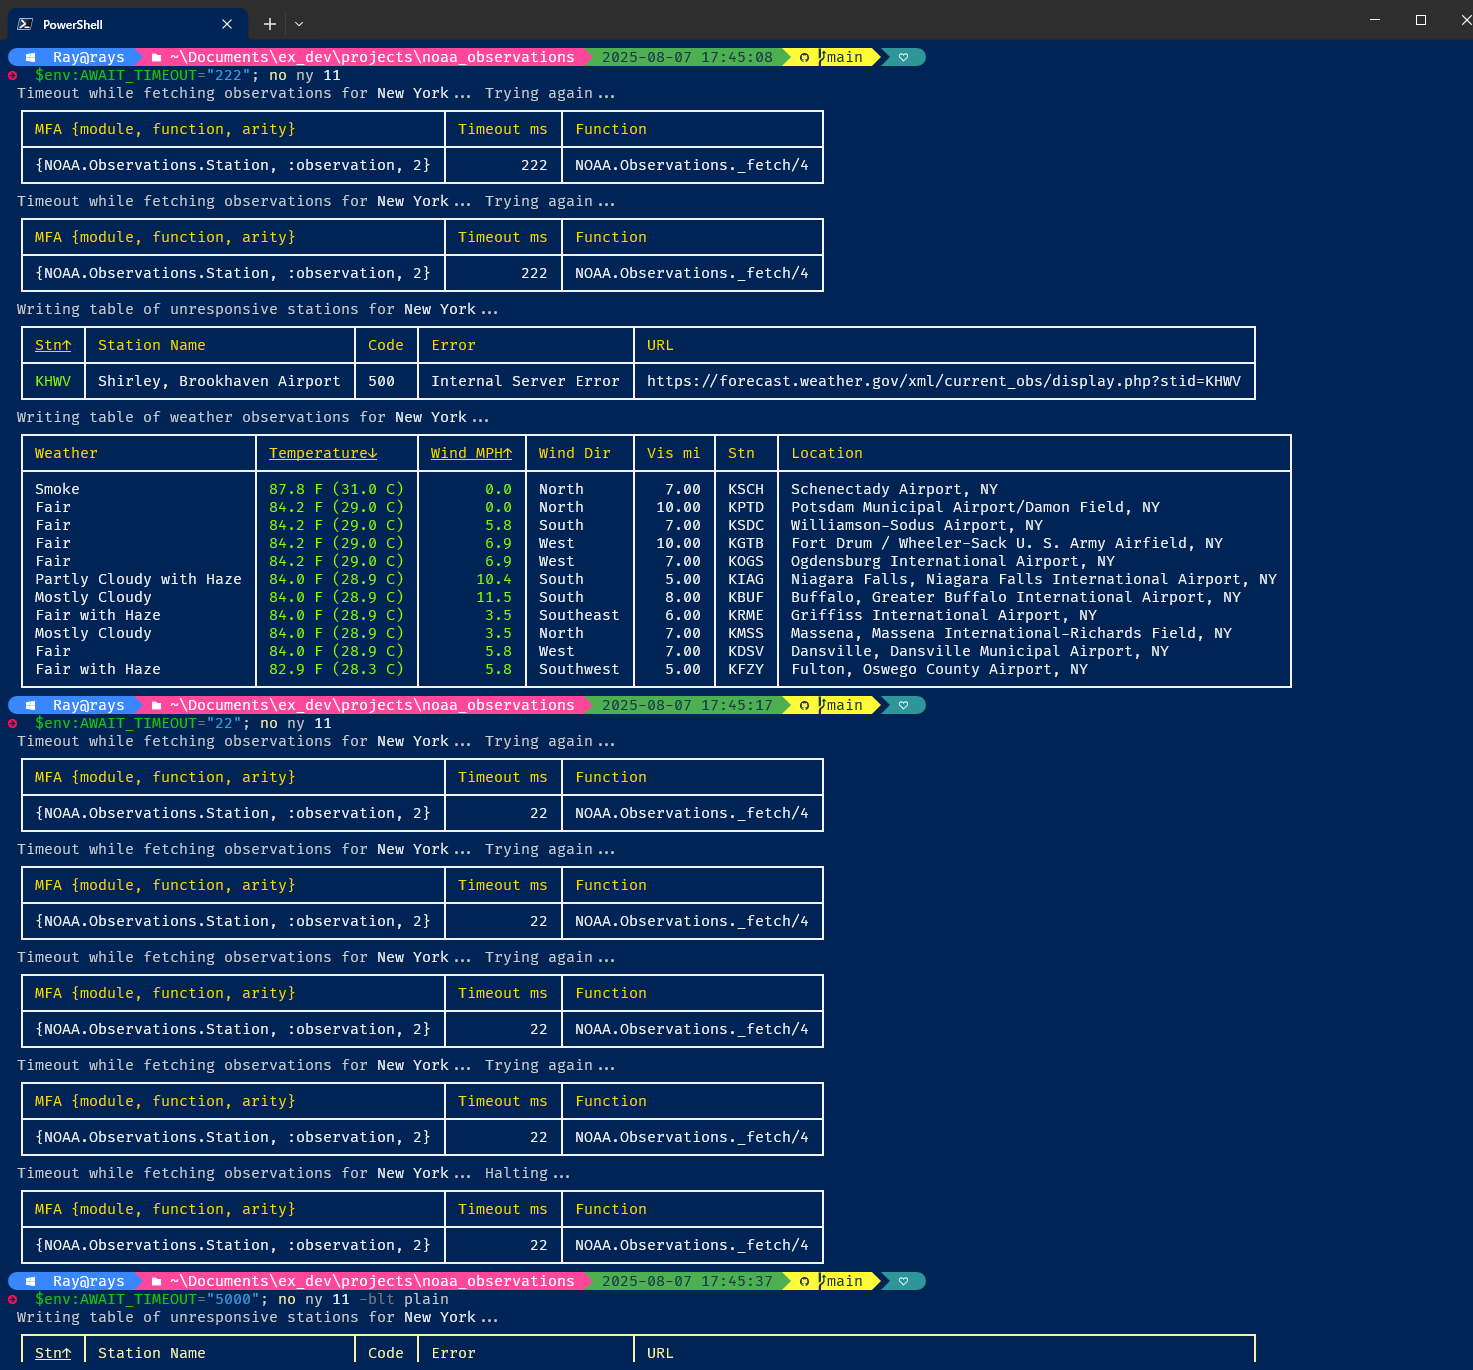 PowerShell
Ray@rays ~\Documents\ex_dev\projects\noaa_observations 2025-08-07 17:45:08 main
$env:AWAIT_TIMEOUT="222"; no ny 11
Timeout while fetching observations for New York... Trying again...
MFA {module, function, arity} Timeout ms Function
{NOAA.Observations.Station, :observation, 2} 222 NOAA.Observations._fetch/4
Timeout while fetching observations for New York... Trying again...
MFA {module, function, arity} Timeout ms Function
{NOAA.Observations.Station, :observation, 2} 222 NOAA.Observations._fetch/4
Writing table of unresponsive stations for New York...
Stn↑ Station Name Code Error URL
KHWV Shirley, Brookhaven Airport 500 Internal Server Error https://forecast.weather.gov/xml/current_obs/display.php?stid=KHWV
Writing table of weather observations for New York...
Weather Temperature↓ Wind MPH↑ Wind Dir Vis mi Stn Location
Smoke 87.8 F (31.0 C) 0.0 North 7.00 KSCH Schenectady Airport, NY
Fair 84.2 F (29.0 C) 0.0 North 10.00 KPTD Potsdam Municipal Airport/Damon Field, NY
Fair 84.2 F (29.0 C) 5.8 South 7.00 KSDC Williamson-Sodus Airport, NY
Fair 84.2 F (29.0 C) 6.9 West 10.00 KGTB Fort Drum / Wheeler-Sack U. S. Army Airfield, NY
Fair 84.2 F (29.0 C) 6.9 West 7.00 KOGS Ogdensburg International Airport, NY
Partly Cloudy with Haze 84.0 F (28.9 C) 10.4 South 5.00 KIAG Niagara Falls, Niagara Falls International Airport, NY
Mostly Cloudy 84.0 F (28.9 C) 11.5 South 8.00 KBUF Buffalo, Greater Buffalo International Airport, NY
Fair with Haze 84.0 F (28.9 C) 3.5 Southeast 6.00 KRME Griffiss International Airport, NY
Mostly Cloudy 84.0 F (28.9 C) 3.5 North 7.00 KMSS Massena, Massena International-Richards Field, NY
Fair 84.0 F (28.9 C) 5.8 West 7.00 KDSV Dansville, Dansville Municipal Airport, NY
Fair with Haze 82.9 F (28.3 C) 5.8 Southwest 5.00 KFZY Fulton, Oswego County Airport, NY
Ray@rays ~\Documents\ex_dev\projects\noaa_observations 2025-08-07 17:45:17 main
$env:AWAIT_TIMEOUT="22"; no ny 11
Timeout while fetching observations for New York... Trying again...
MFA {module, function, arity} Timeout ms Function
{NOAA.Observations.Station, :observation, 2} 22 NOAA.Observations._fetch/4
Timeout while fetching observations for New York... Trying again...
MFA {module, function, arity} Timeout ms Function
{NOAA.Observations.Station, :observation, 2} 22 NOAA.Observations._fetch/4
Timeout while fetching observations for New York... Trying again...
MFA {module, function, arity} Timeout ms Function
{NOAA.Observations.Station, :observation, 2} 22 NOAA.Observations._fetch/4
Timeout while fetching observations for New York... Trying again...
MFA {module, function, arity} Timeout ms Function
{NOAA.Observations.Station, :observation, 2} 22 NOAA.Observations._fetch/4
Timeout while fetching observations for New York... Halting...
MFA {module, function, arity} Timeout ms Function
{NOAA.Observations.Station, :observation, 2} 22 NOAA.Observations._fetch/4
Ray@rays ~\Documents\ex_dev\projects\noaa_observations 2025-08-07 17:45:37 main
$env:AWAIT_TIMEOUT="5000"; no ny 11 -blt plain
Writing table of unresponsive stations for New York...
Stn↑ Station Name Code Error URL